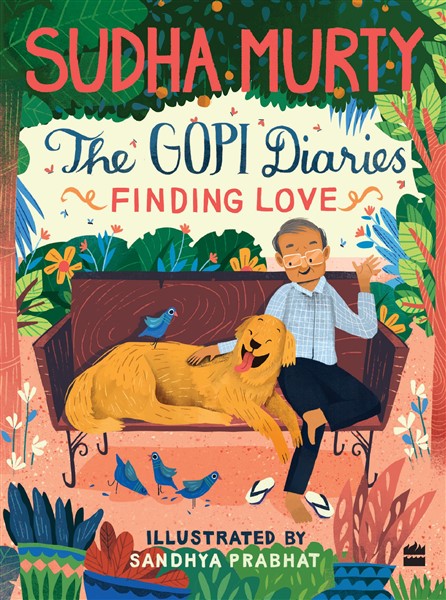 SUDHA MURTY
The GOPI Diaries
FINDING LOVE
ILLUSTRATED BY
SANDHYA PRABHAT